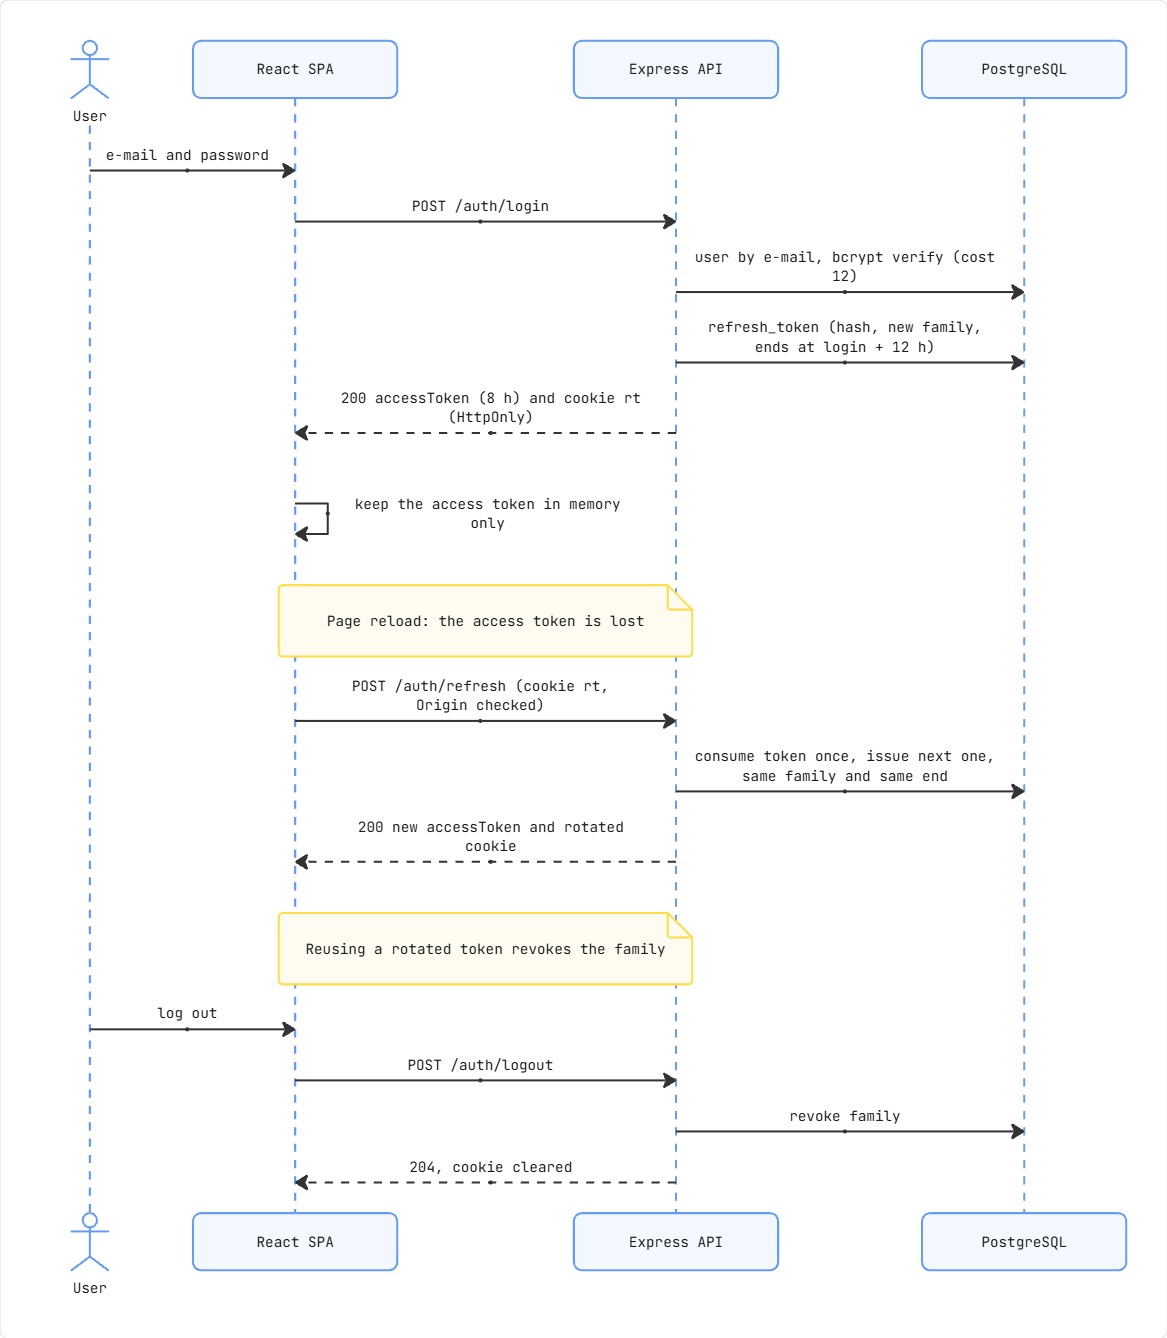 React SPA
Express API
PostgreSQL
User
e-mail and password
POST /auth/login
user by e-mail, bcrypt verify (cost
12)
refresh_token (hash, new family,
ends at login + 12 h)
200 accessToken (8 h) and cookie rt
(HttpOnly)
keep the access token in memory
only
Page reload: the access token is lost
POST /auth/refresh (cookie rt,
Origin checked)
consume token once, issue next one,
same family and same end
200 new accessToken and rotated
cookie
Reusing a rotated token revokes the family
log out
POST /auth/logout
revoke family
204, cookie cleared
React SPA
Express API
PostgreSQL
User